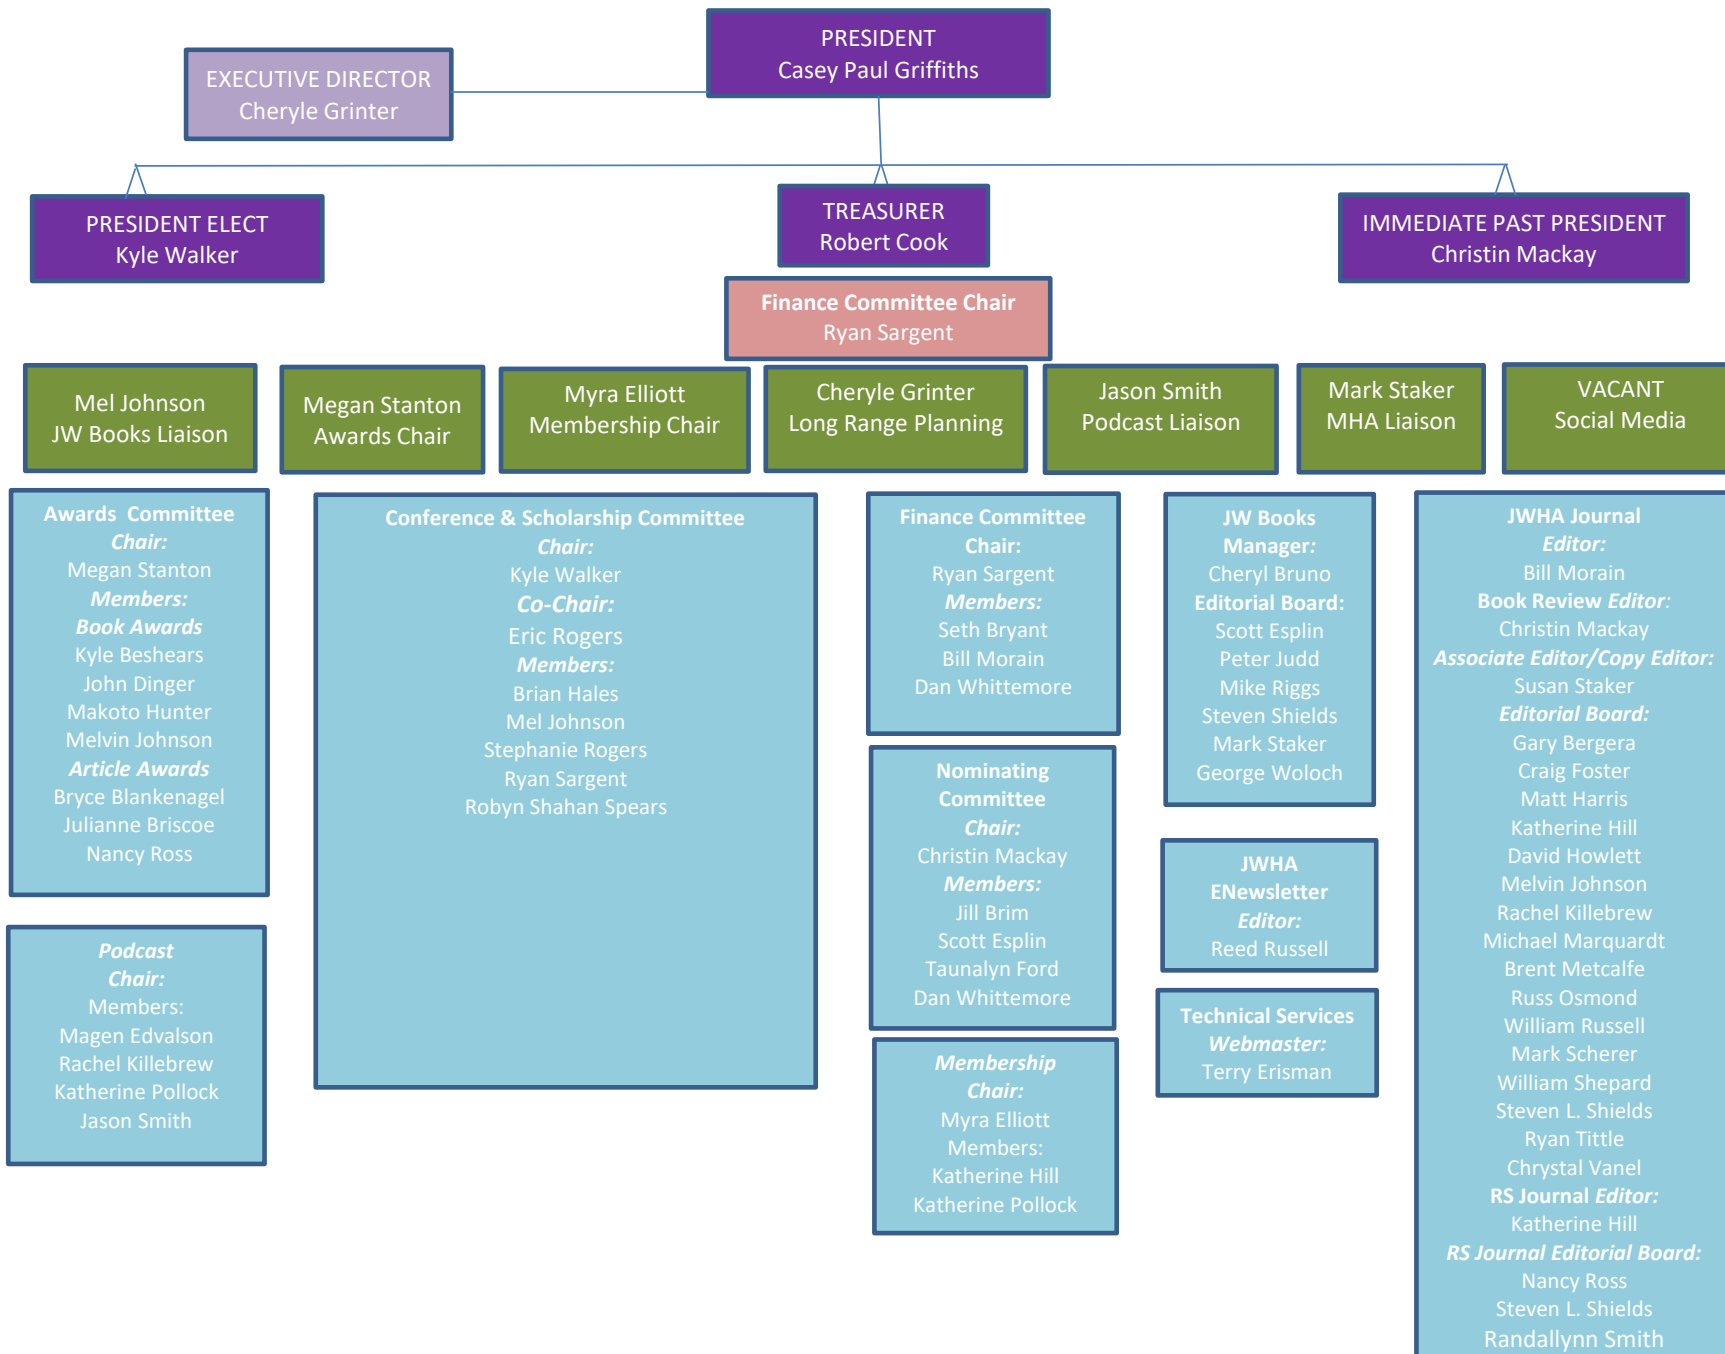 PRESIDENT
Casey Paul Griffiths
EXECUTIVE DIRECTOR
Cheryle Grinter
PRESIDENT ELECT
Kyle Walker
TREASURER
Robert Cook
IMMEDIATE PAST PRESIDENT
Christin Mackay
Finance Committee Chair
Ryan Sargent
Mel Johnson
JW Books Liaison
Megan Stanton
Awards Chair
Myra Elliott
Membership Chair
Cheryle Grinter
Long Range Planning
Jason Smith
Podcast Liaison
Mark Staker
MHA Liaison
VACANT
Social Media
Awards Committee
Chair:
Megan Stanton
Members:
Book Awards
Kyle Beshears
John Dinger
Makoto Hunter
Melvin Johnson
Article Awards
Bryce Blankenagel
Julianne Briscoe
Nancy Ross
Podcast
Chair:
Members:
Magen Edvalson
Rachel Killebrew
Katherine Pollock
Jason Smith
Conference & Scholarship Committee
Chair:
Kyle Walker
Co-Chair:
Eric Rogers
Members:
Brian Hales
Mel Johnson
Stephanie Rogers
Ryan Sargent
Robyn Shahan Spears
Finance Committee
Chair:
Ryan Sargent
Members:
Seth Bryant
Bill Morain
Dan Whittemore
Nominating
Committee
Chair:
Christin Mackay
Members:
Jill Brim
Scott Esplin
Taunalyn Ford
Dan Whittemore
Membership
Chair:
Myra Elliott
Members:
Katherine Hill
Katherine Pollock
JW Books
Manager:
Cheryl Bruno
Editorial Board:
Scott Esplin
Peter Judd
Mike Riggs
Steven Shields
Mark Staker
George Woloch
JWHA
ENewsletter
Editor:
Reed Russell
Technical Services
Webmaster:
Terry Erisman
JWHA Journal
Editor:
Bill Morain
Book Review Editor:
Christin Mackay
Associate Editor/Copy Editor:
Susan Staker
Editorial Board:
Gary Bergera
Craig Foster
Matt Harris
Katherine Hill
David Howlett
Melvin Johnson
Rachel Killebrew
Michael Marquardt
Brent Metcalfe
Russ Osmond
William Russell
Mark Scherer
William Shepard
Steven L. Shields
Ryan Tittle
Chrystal Vanel
RS Journal Editor:
Katherine Hill
RS Journal Editorial Board:
Nancy Ross
Steven L. Shields
Randallynn Smith